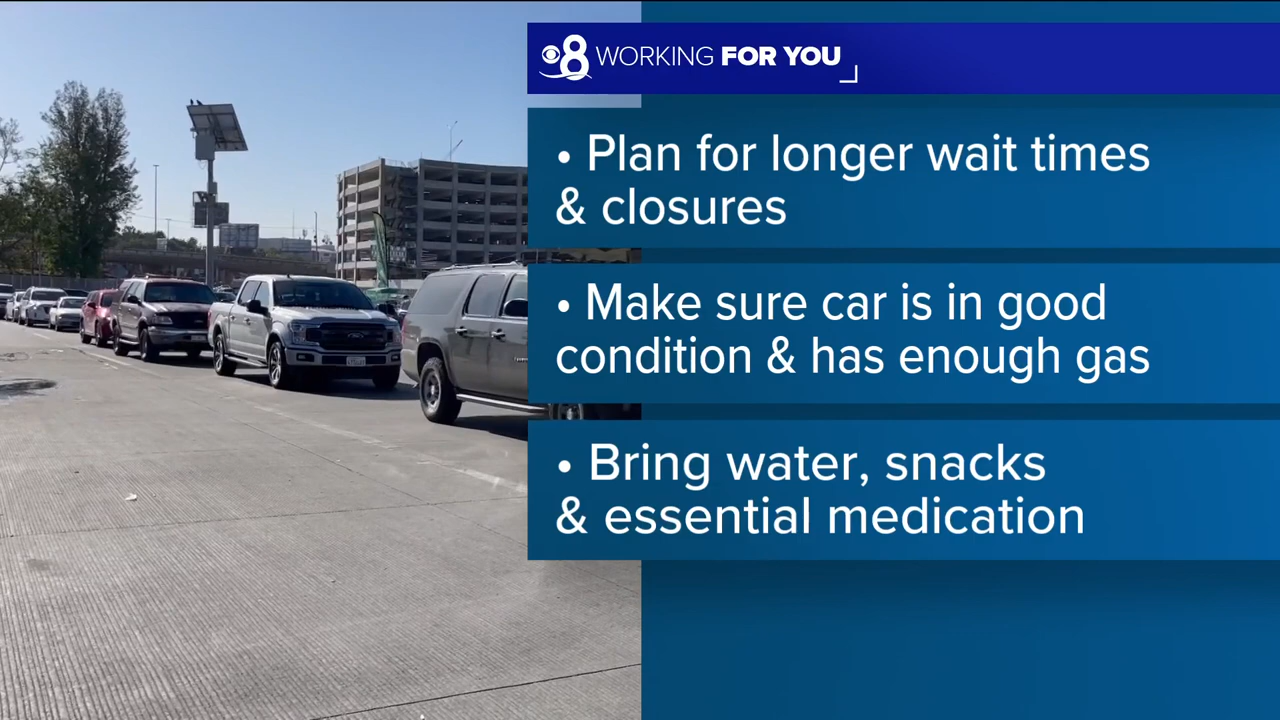 8 WORKING FOR YOU
• Plan for longer wait times
& closures
• Make sure car is in good
condition & has enough gas
• Bring water, snacks
& essential medication